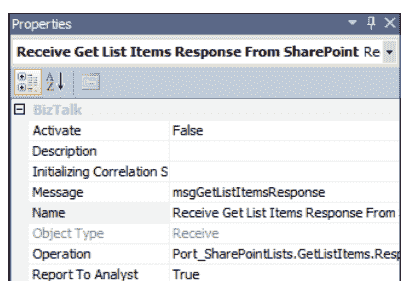 Properties
Receive Get List Items Response From SharePoint Re
BizTalk
Activate False
Description
Initializing Correlation S
Message msgGetListItemsResponse
Name Receive Get List Items Response From
Object Type Receive
Operation Port_SharePointLists.GetListItems.Resp
Report To Analyst True